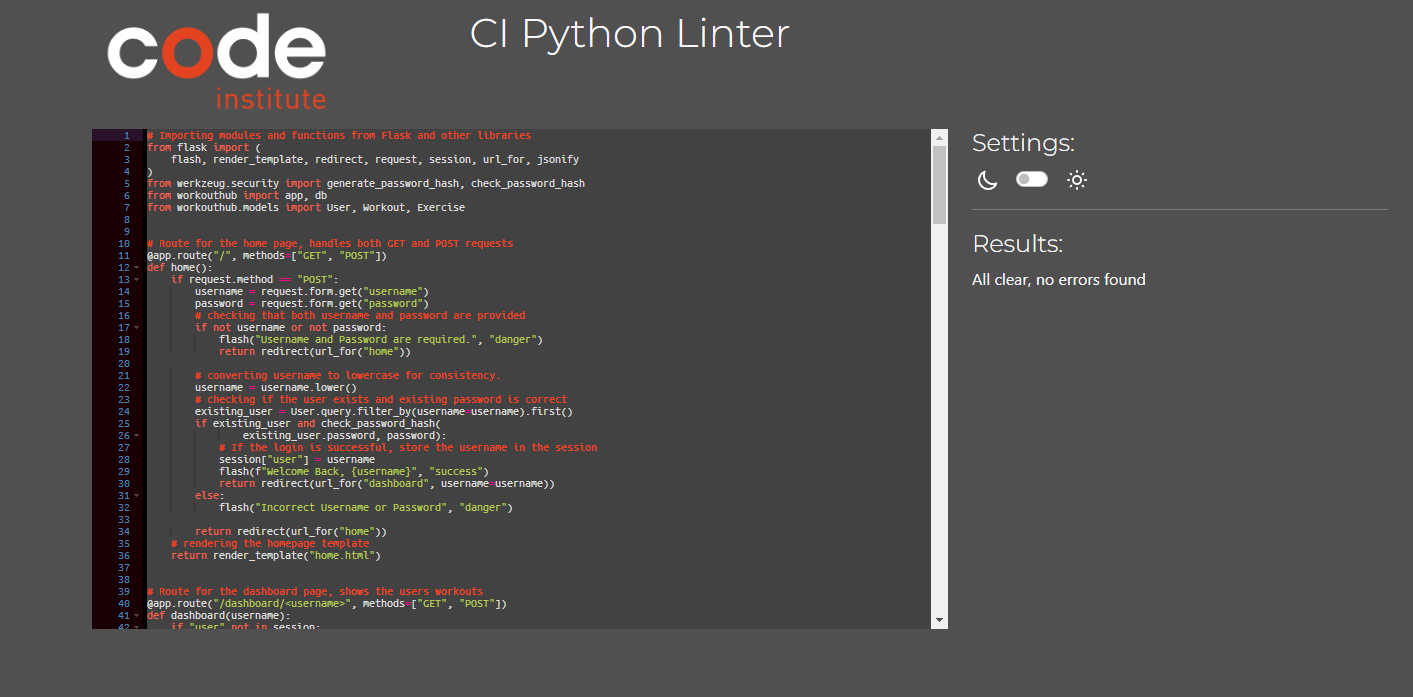 code
institute
CI Python Linter
1 # Importing modules and functions from Flask and other libraries
2 from flask import (
3     flash, render_template, redirect, request, session, url_for, jsonify
4 )
5 from werkzeug.security import generate_password_hash, check_password_hash
6 from workouthub import app, db
7 from workouthub.models import User, Workout, Exercise
8
9
10 # Route for the home page, handles both GET and POST requests
11 @app.route("/", methods=["GET", "POST"])
12 def home():
13     if request.method == "POST":
14         username = request.form.get("username")
15         password = request.form.get("password")
16         # checking that both username and password are provided
17         if not username or not password:
18             flash("Username and Password are required.", "danger")
19             return redirect(url_for("home"))
20
21         # converting username to lowercase for consistency.
22         username = username.lower()
23         # checking if the user exists and existing password is correct
24         existing_user = User.query.filter_by(username=username).first()
25         if existing_user and check_password_hash(
26                 existing_user.password, password):
27             # If the login is successful, store the username in the session
28             session["user"] = username
29             flash(f"Welcome Back, {username}", "success")
30             return redirect(url_for("dashboard", username=username))
31         else:
32             flash("Incorrect Username or Password", "danger")
33
34         return redirect(url_for("home"))
35     # rendering the homepage template
36     return render_template("home.html")
37
38
39 # Route for the dashboard page, shows the users workouts
40 @app.route("/dashboard/<username>", methods=["GET", "POST"])
41 def dashboard(username):
42     if "user" not in session:
Settings:
Results:
All clear, no errors found